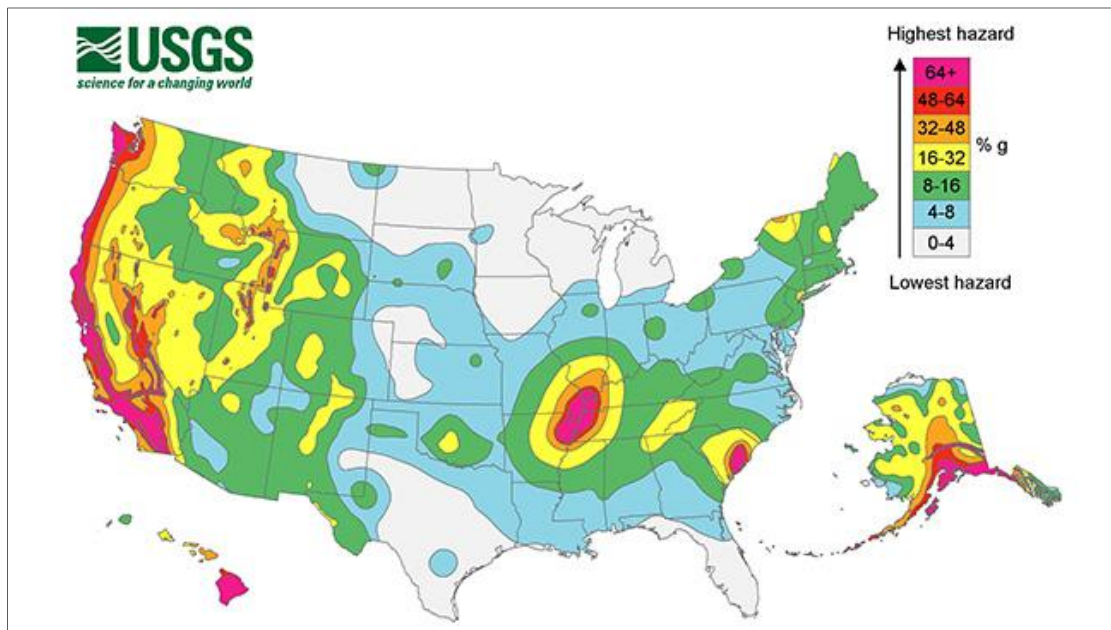 USGS
science for a changing world
Highest hazard
64+
48-64
32-48
16-32
8-16
4-8
0-4
% g
Lowest hazard